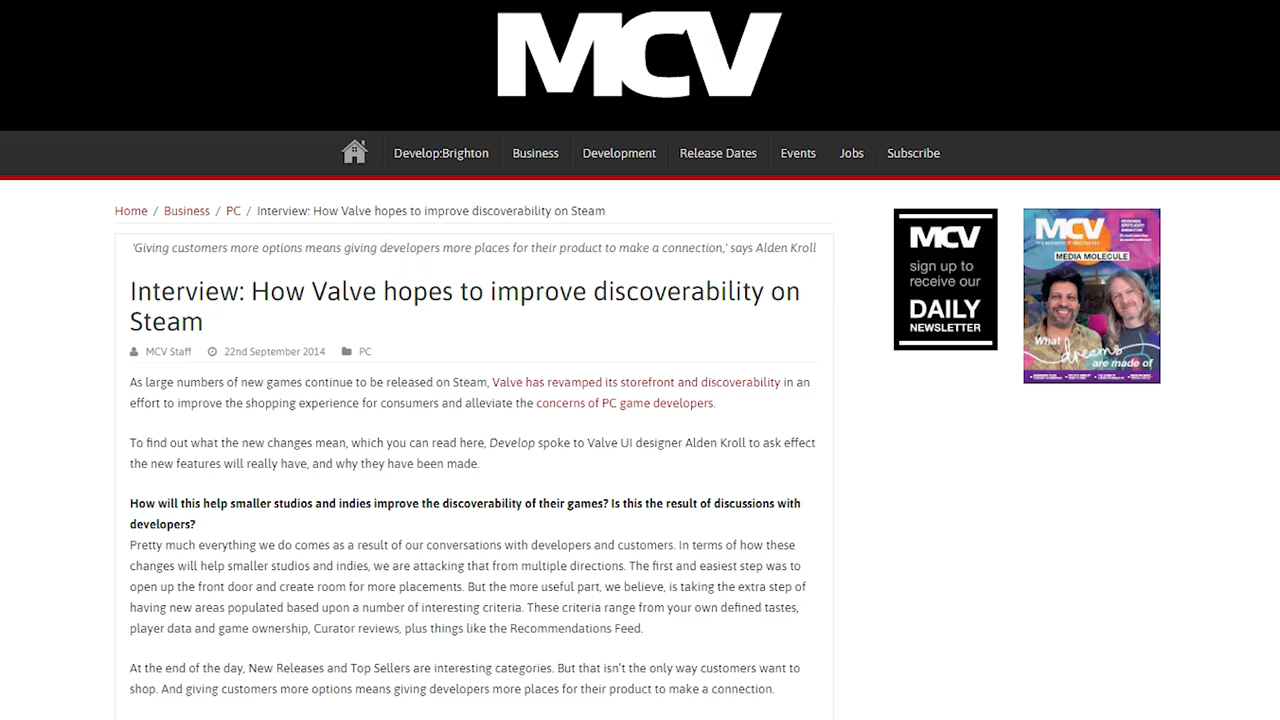 MCV
Develop:Brighton Business Development Release Dates Events Jobs Subscribe
Home / Business / PC / Interview: How Valve hopes to improve discoverability on Steam
'Giving customers more options means giving developers more places for their product to make a connection,' says Alden Kroll
Interview: How Valve hopes to improve discoverability on
Steam
MCV Staff 22nd September 2014 PC
As large numbers of new games continue to be released on Steam, Valve has revamped its storefront and discoverability in an
effort to improve the shopping experience for consumers and alleviate the concerns of PC game developers.
To find out what the new changes mean, which you can read here, Develop spoke to Valve UI designer Alden Kroll to ask effect
the new features will really have, and why they have been made.
How will this help smaller studios and indies improve the discoverability of their games? Is this the result of discussions with
developers?
Pretty much everything we do comes as a result of our conversations with developers and customers. In terms of how these
changes will help smaller studios and indies, we are attacking that from multiple directions. The first and easiest step was to
open up the front door and create room for more placements. But the more useful part, we believe, is taking the extra step of
having new areas populated based upon a number of interesting criteria. These criteria range from your own defined tastes,
player data and game ownership, Curator reviews, plus things like the Recommendations Feed.
At the end of the day, New Releases and Top Sellers are interesting categories. But that isn't the only way customers want to
shop. And giving customers more options means giving developers more places for their product to make a connection.
MCV
sign up to
receive our
DAILY
NEWSLETTER
MCV
MEDIA MOLECULE
What
dreams
are made of